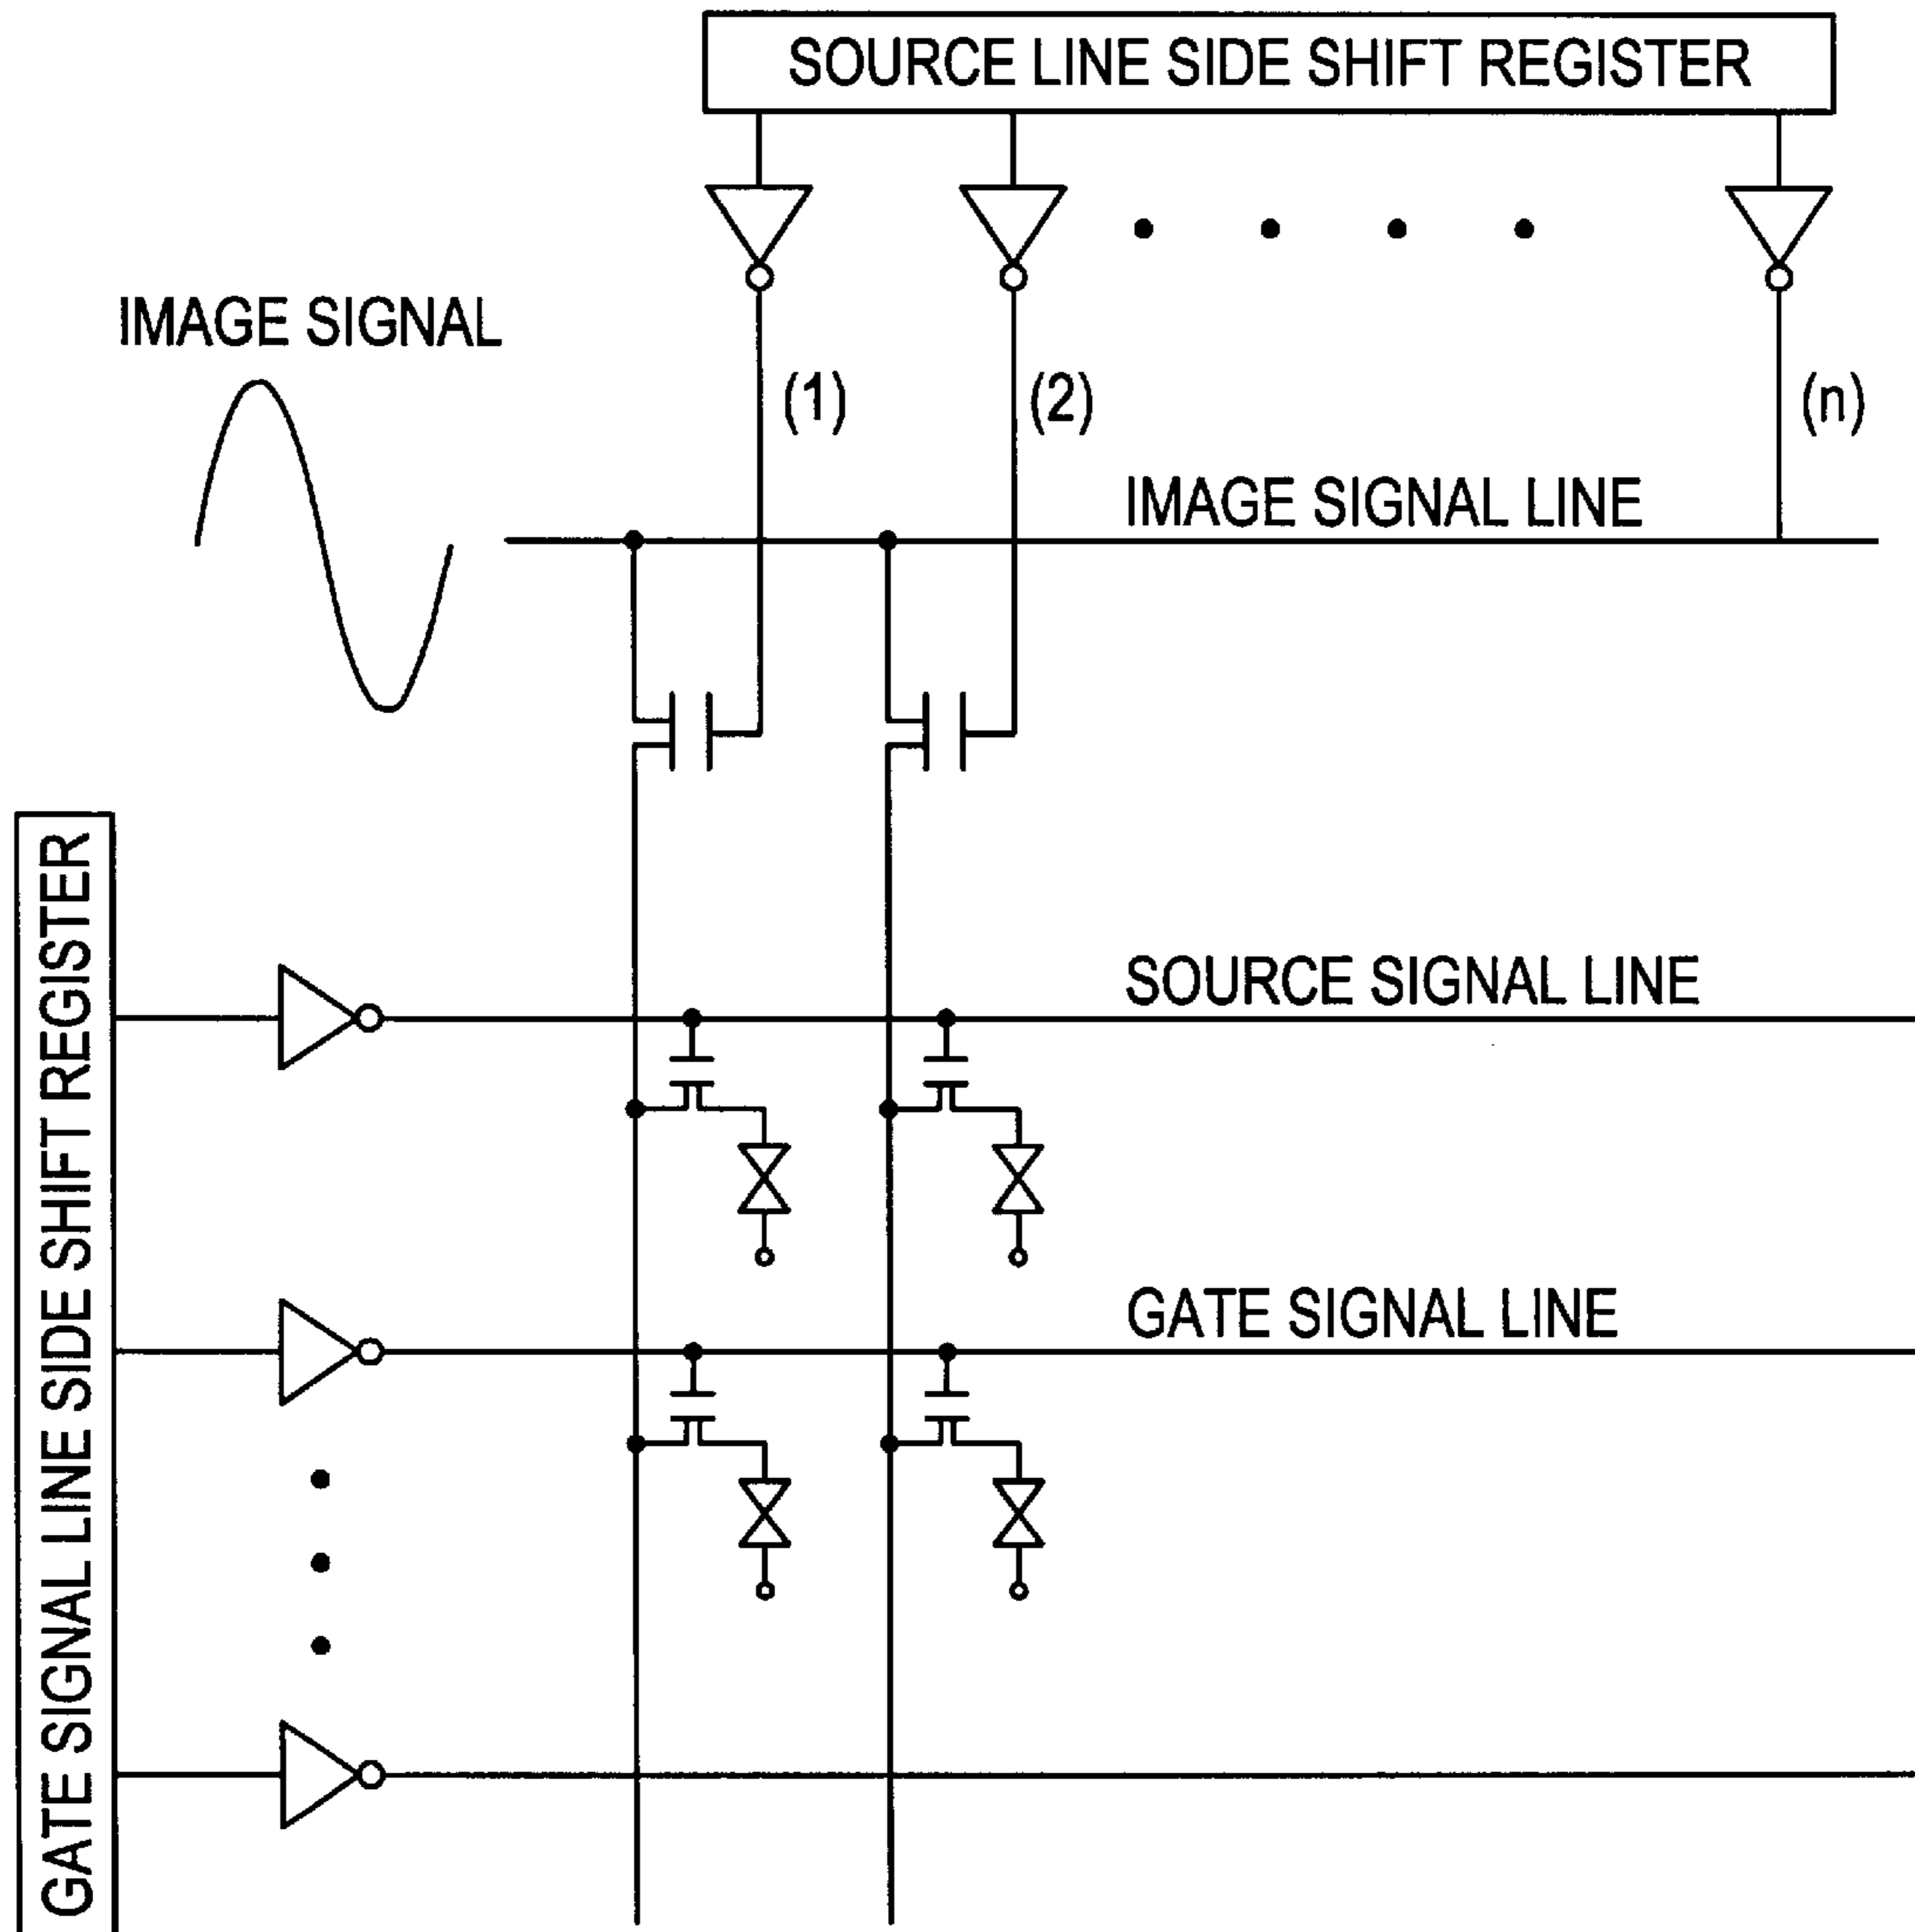 SOURCE LINE SIDE SHIFT REGISTER
IMAGE SIGNAL
(1)
(2)
(n)
IMAGE SIGNAL LINE
GATE SIGNAL LINE SIDE SHIFT REGISTER
SOURCE SIGNAL LINE
GATE SIGNAL LINE